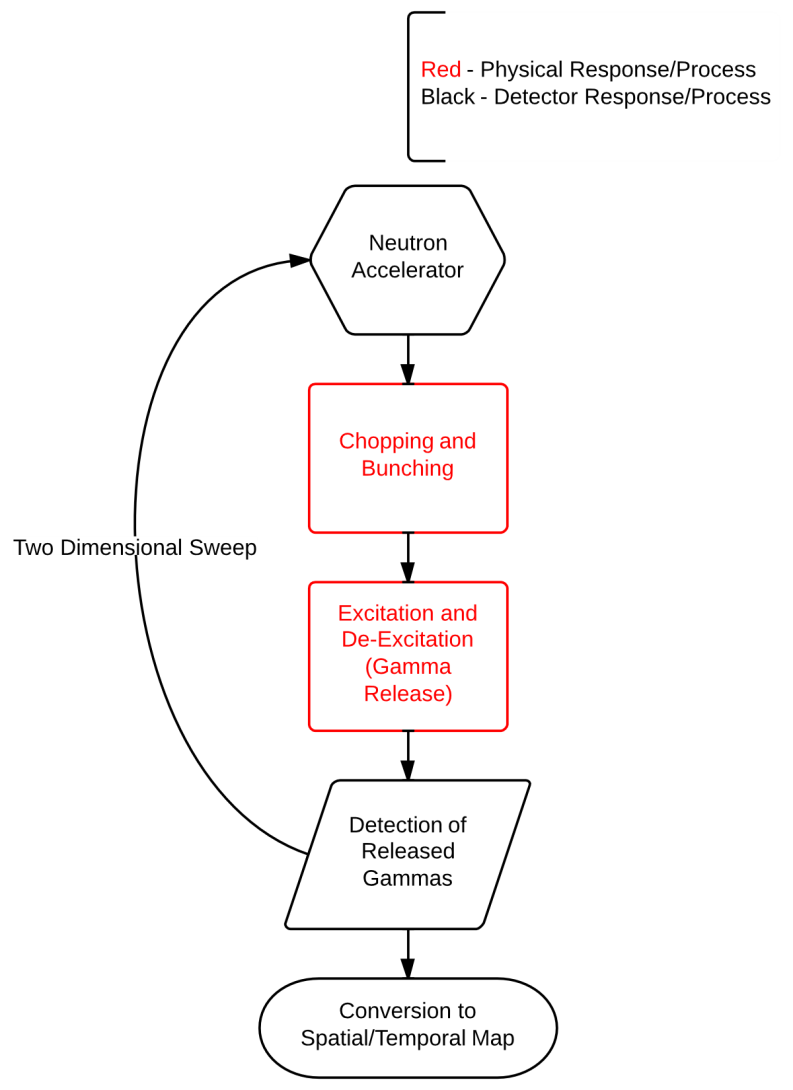 Red - Physical Response/Process
Black - Detector Response/Process
Neutron
Accelerator
Chopping and
Bunching
Two Dimensional Sweep
Excitation and
De-Excitation
(Gamma
Release)
Detection of
Released
Gammas
Conversion to
Spatial/Temporal Map